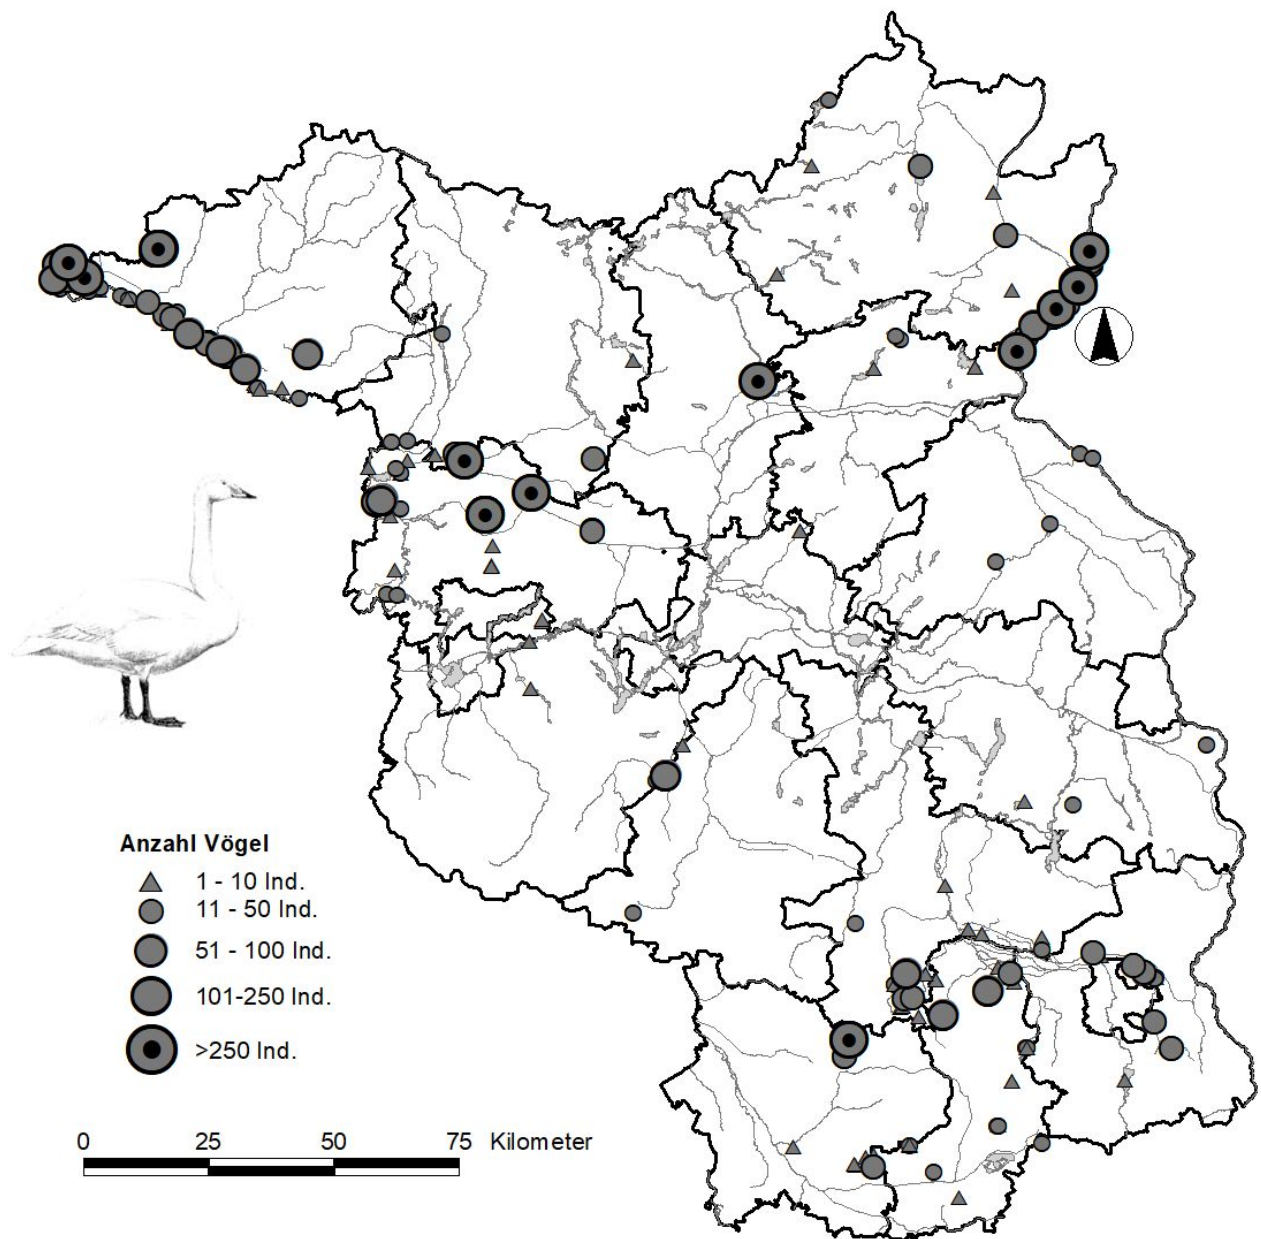 Anzahl Vögel
1 - 10 Ind.
11 - 50 Ind.
51 - 100 Ind.
101-250 Ind.
>250 Ind.
0 25 50 75 Kilometer